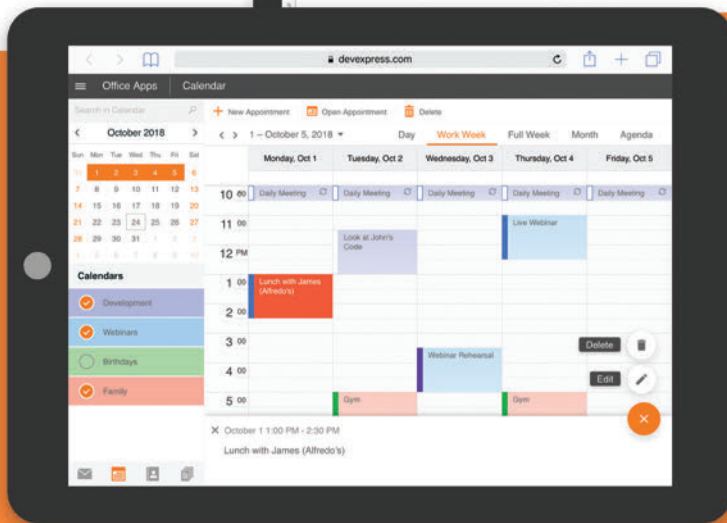 devexpress.com
Office Apps
Calendar
Search in Calendar
New Appointment
Open Appointment
Delete
October 2018
1 – October 5, 2018
Day
Work Week
Full Week
Month
Agenda
Sun Mon Tue Wed Thu Fri Sat
30 1 2 3 4 5 6
7 8 9 10 11 12 13
14 15 16 17 18 19 20
21 22 23 24 25 26 27
28 29 30 31 1 2 3
4 5 6 7 8 9 10
Monday, Oct 1
Tuesday, Oct 2
Wednesday, Oct 3
Thursday, Oct 4
Friday, Oct 5
10 00
Daily Meeting
Daily Meeting
Daily Meeting
Daily Meeting
Daily Meeting
11 00
Live Webinar
Look at John's
Code
12 PM
1 00
Lunch with James
(Alfredo's)
2 00
3 00
Webinar Rehearsal
4 00
5 00
Gym
Gym
Calendars
Development
Webinars
Birthdays
Family
Delete
Edit
October 1 1:00 PM - 2:30 PM
Lunch with James (Alfredo's)